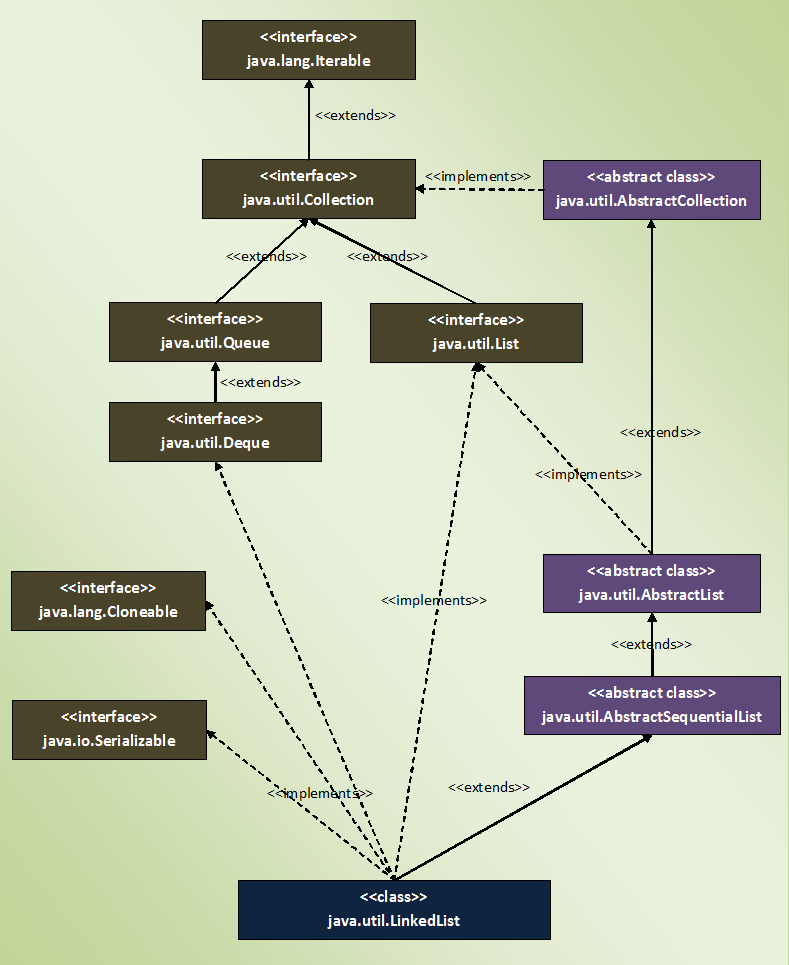 <<interface>>
java.lang.Iterable
<<extends>>
<<interface>>
java.util.Collection
<<implements>>
<<abstract class>>
java.util.AbstractCollection
<<extends>>
<<extends>>
<<interface>>
java.util.Queue
<<interface>>
java.util.List
<<extends>>
<<interface>>
java.util.Deque
<<extends>>
<<implements>>
<<abstract class>>
java.util.AbstractList
<<interface>>
java.lang.Cloneable
<<implements>>
<<extends>>
<<abstract class>>
java.util.AbstractSequentialList
<<interface>>
java.io.Serializable
<<implements>>
<<extends>>
<<class>>
java.util.LinkedList